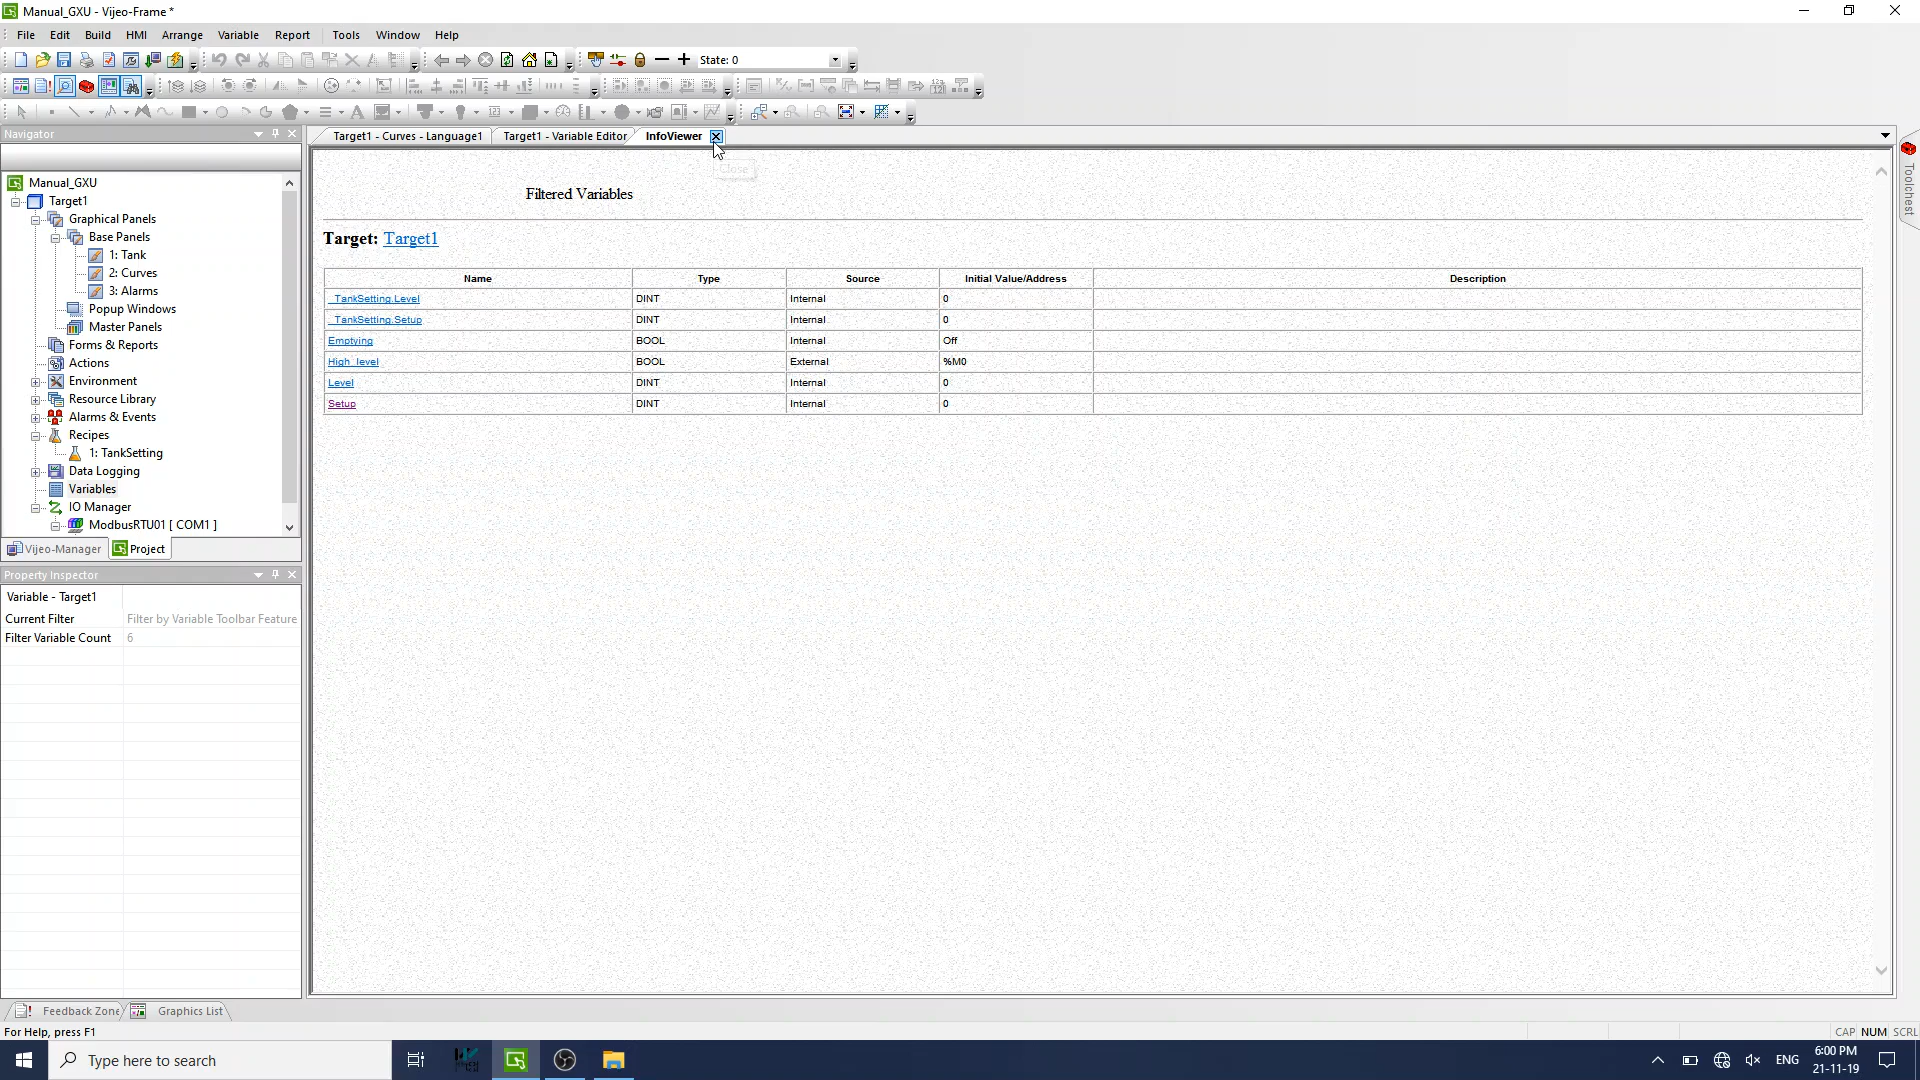 Manual_GXU - Vijeo-Frame *
File Edit Build HMI Arrange Variable Report Tools Window Help
State: 0
Navigator
Target1 - Curves - Language1 Target1 - Variable Editor InfoViewer
Close
Toolchest
Manual_GXU
Target1
Graphical Panels
Base Panels
1: Tank
2: Curves
3: Alarms
Popup Windows
Master Panels
Forms & Reports
Actions
Environment
Resource Library
Alarms & Events
Recipes
1: TankSetting
Data Logging
Variables
IO Manager
ModbusRTU01 [ COM1 ]
Vijeo-Manager Project
Filtered Variables
Target: Target1
Name Type Source Initial Value/Address Description
_TankSetting.Level DINT Internal 0
_TankSetting.Setup DINT Internal 0
Emptying BOOL Internal Off
High_level BOOL External %M0
Level DINT Internal 0
Setup DINT Internal 0
Property Inspector
Variable - Target1
Current Filter Filter by Variable Toolbar Feature
Filter Variable Count 6
Feedback Zone Graphics List
For Help, press F1
CAP NUM SCRL
Type here to search
ENG
6:00 PM
21-11-19